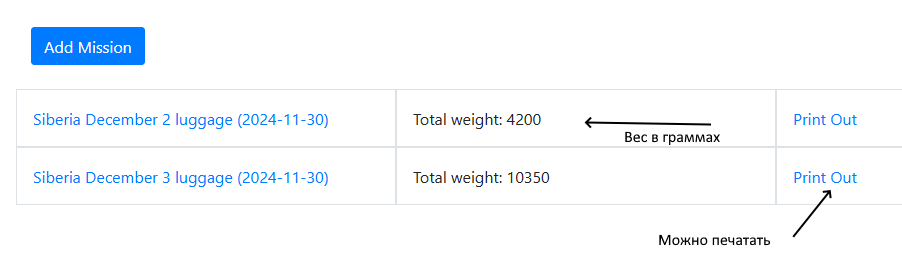 Add Mission
Siberia December 2 luggage (2024-11-30) Total weight: 4200 Print Out
Вес в граммах
Siberia December 3 luggage (2024-11-30) Total weight: 10350 Print Out
Можно печатать